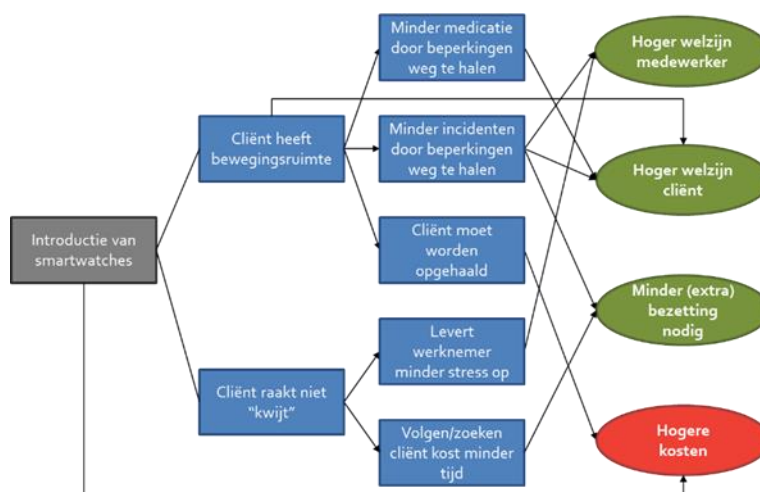 Minder medicatie
door beperkingen
weg te halen
Hoger welzijn
medewerker
Cliënt heeft
bewegingsruimte
Minder incidenten
door beperkingen
weg te halen
Hoger welzijn
cliënt
Introductie van
smartwatches
Cliënt moet
worden
opgehaald
Minder (extra)
bezetting
nodig
Levert
werknemer
minder stress op
Cliënt raakt niet
“kwijt”
Volgen/zoeken
cliënt kost minder
tijd
Hogere
kosten